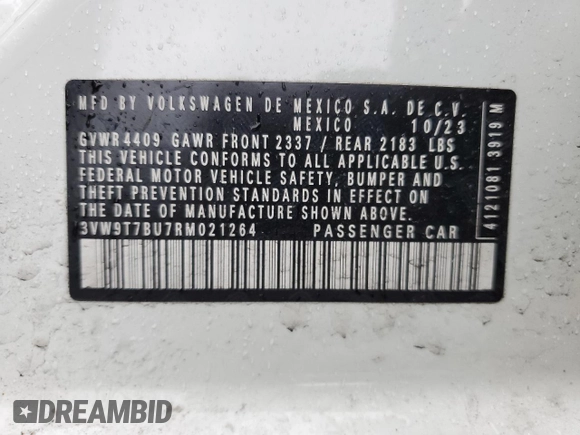 MFD BY VOLKSWAGEN DE MEXICO S.A. DE C.V.
MEXICO 10/23
GVWR4409 GAWR FRONT 2337 / REAR 2183 LBS
THIS VEHICLE CONFORMS TO ALL APPLICABLE U.S.
FEDERAL MOTOR VEHICLE SAFETY, BUMPER AND
THEFT PREVENTION STANDARDS IN EFFECT ON
THE DATE OF MANUFACTURE SHOWN ABOVE.
3VW9T7BU7RM021264 PASSENGER CAR
4121081 3919 M
DREAMBID